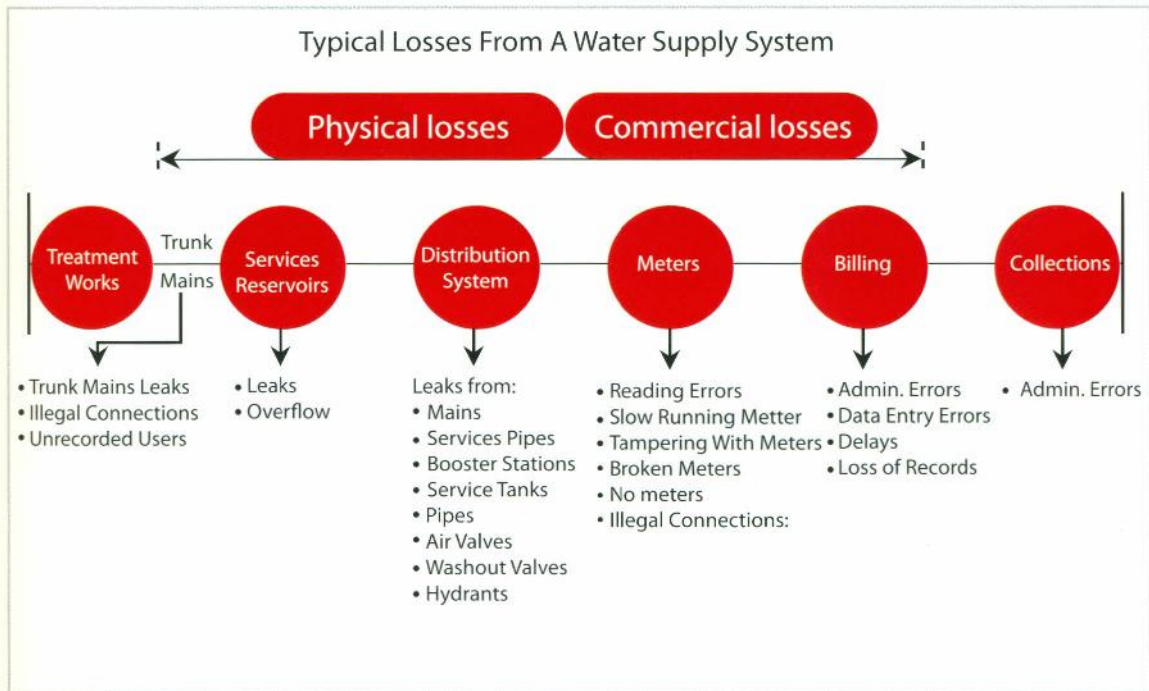 Typical Losses From A Water Supply System
Physical losses
Commercial losses
Treatment
Works
Trunk
Mains
Services
Reservoirs
Distribution
System
Meters
Billing
Collections
• Trunk Mains Leaks
• Illegal Connections
• Unrecorded Users
• Leaks
• Overflow
Leaks from:
• Mains
• Services Pipes
• Booster Stations
• Service Tanks
• Pipes
• Air Valves
• Washout Valves
• Hydrants
• Reading Errors
• Slow Running Metter
• Tampering With Meters
• Broken Meters
• No meters
• Illegal Connections:
• Admin. Errors
• Data Entry Errors
• Delays
• Loss of Records
• Admin. Errors